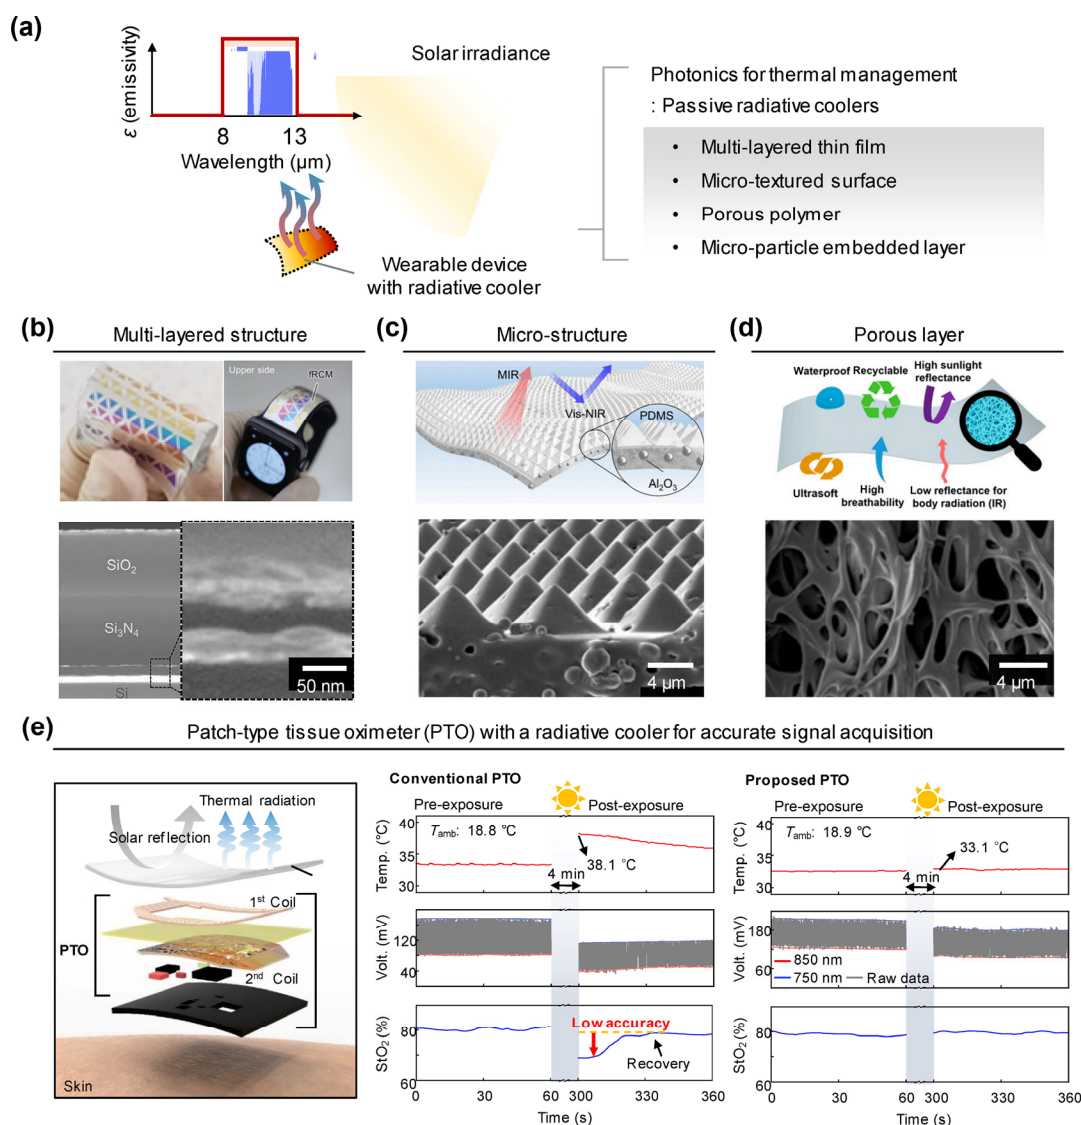 (a)
Solar irradiance
ε (emissivity)
8
13
Wavelength (μm)
Wearable device
with radiative cooler
Photonics for thermal management
: Passive radiative coolers
• Multi-layered thin film
• Micro-textured surface
• Porous polymer
• Micro-particle embedded layer
(b)
Multi-layered structure
Upper side
fRCM
SiO2
Si3N4
Si
50 nm
(c)
Micro-structure
MIR
Vis-NIR
PDMS
Al2O3
4 μm
(d)
Porous layer
Waterproof
Recyclable
High sunlight
reflectance
Ultrasoft
High
breathability
Low reflectance for
body radiation (IR)
4 μm
(e)
Patch-type tissue oximeter (PTO) with a radiative cooler for accurate signal acquisition
Thermal radiation
Solar reflection
1st Coil
PTO
2nd Coil
Skin
Conventional PTO
Pre-exposure
Post-exposure
Tamb: 18.8 ℃
38.1 ℃
4 min
Temp. (℃)
40
35
30
Volt. (mV)
120
40
StO2 (%)
80
60
Low accuracy
Recovery
0
30
60
300
330
360
Time (s)
Proposed PTO
Pre-exposure
Post-exposure
Tamb: 18.9 ℃
33.1 ℃
4 min
Temp. (℃)
40
35
30
Volt. (mV)
180
60
850 nm
750 nm
Raw data
StO2 (%)
80
60
0
30
60
300
330
360
Time (s)